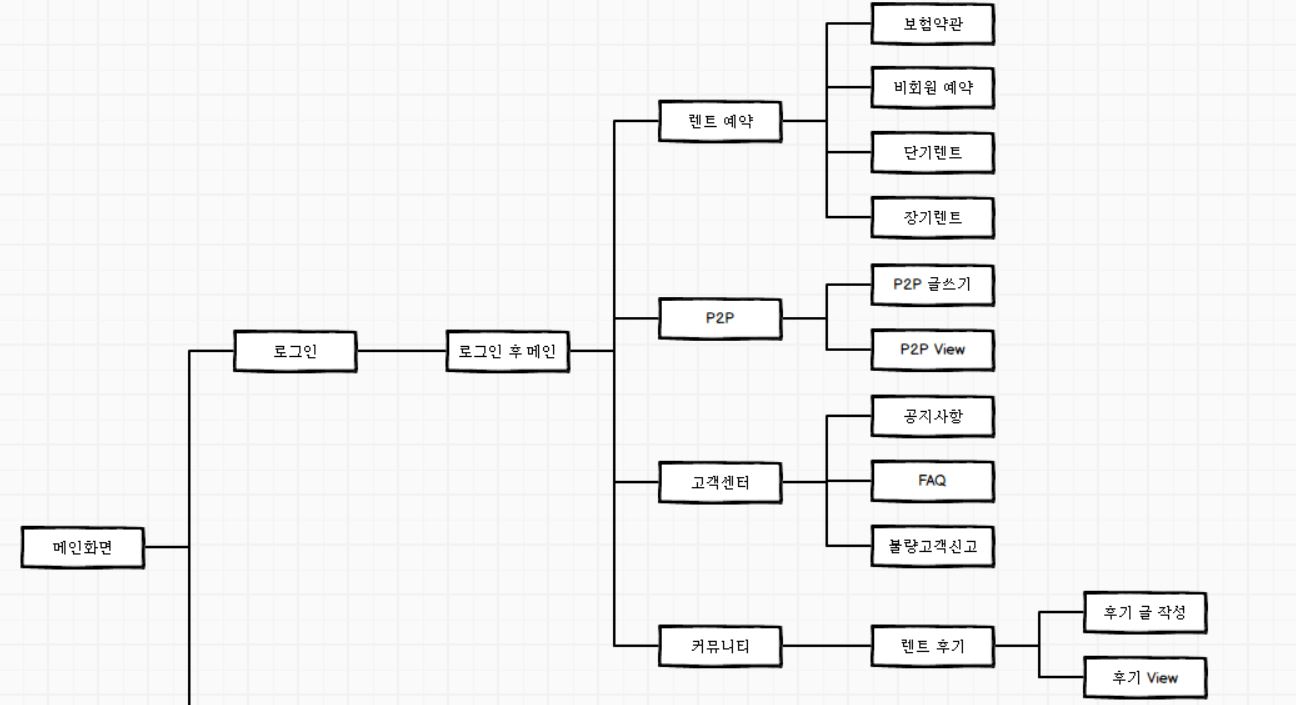 보험약관
비회원 예약
렌트 예약
단기렌트
장기렌트
P2P 글쓰기
P2P
P2P View
로그인
로그인 후 메인
공지사항
고객센터
FAQ
불량고객신고
메인화면
후기 글 작성
커뮤니티
렌트 후기
후기 View